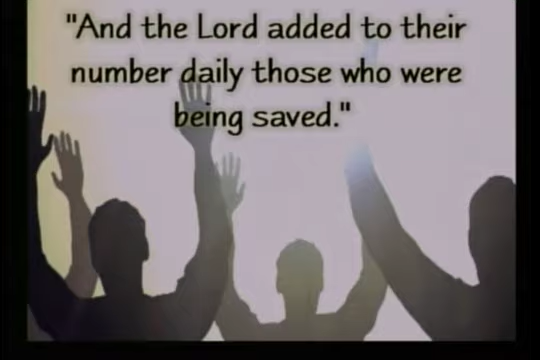 "And the Lord added to their
number daily those who were
being saved."